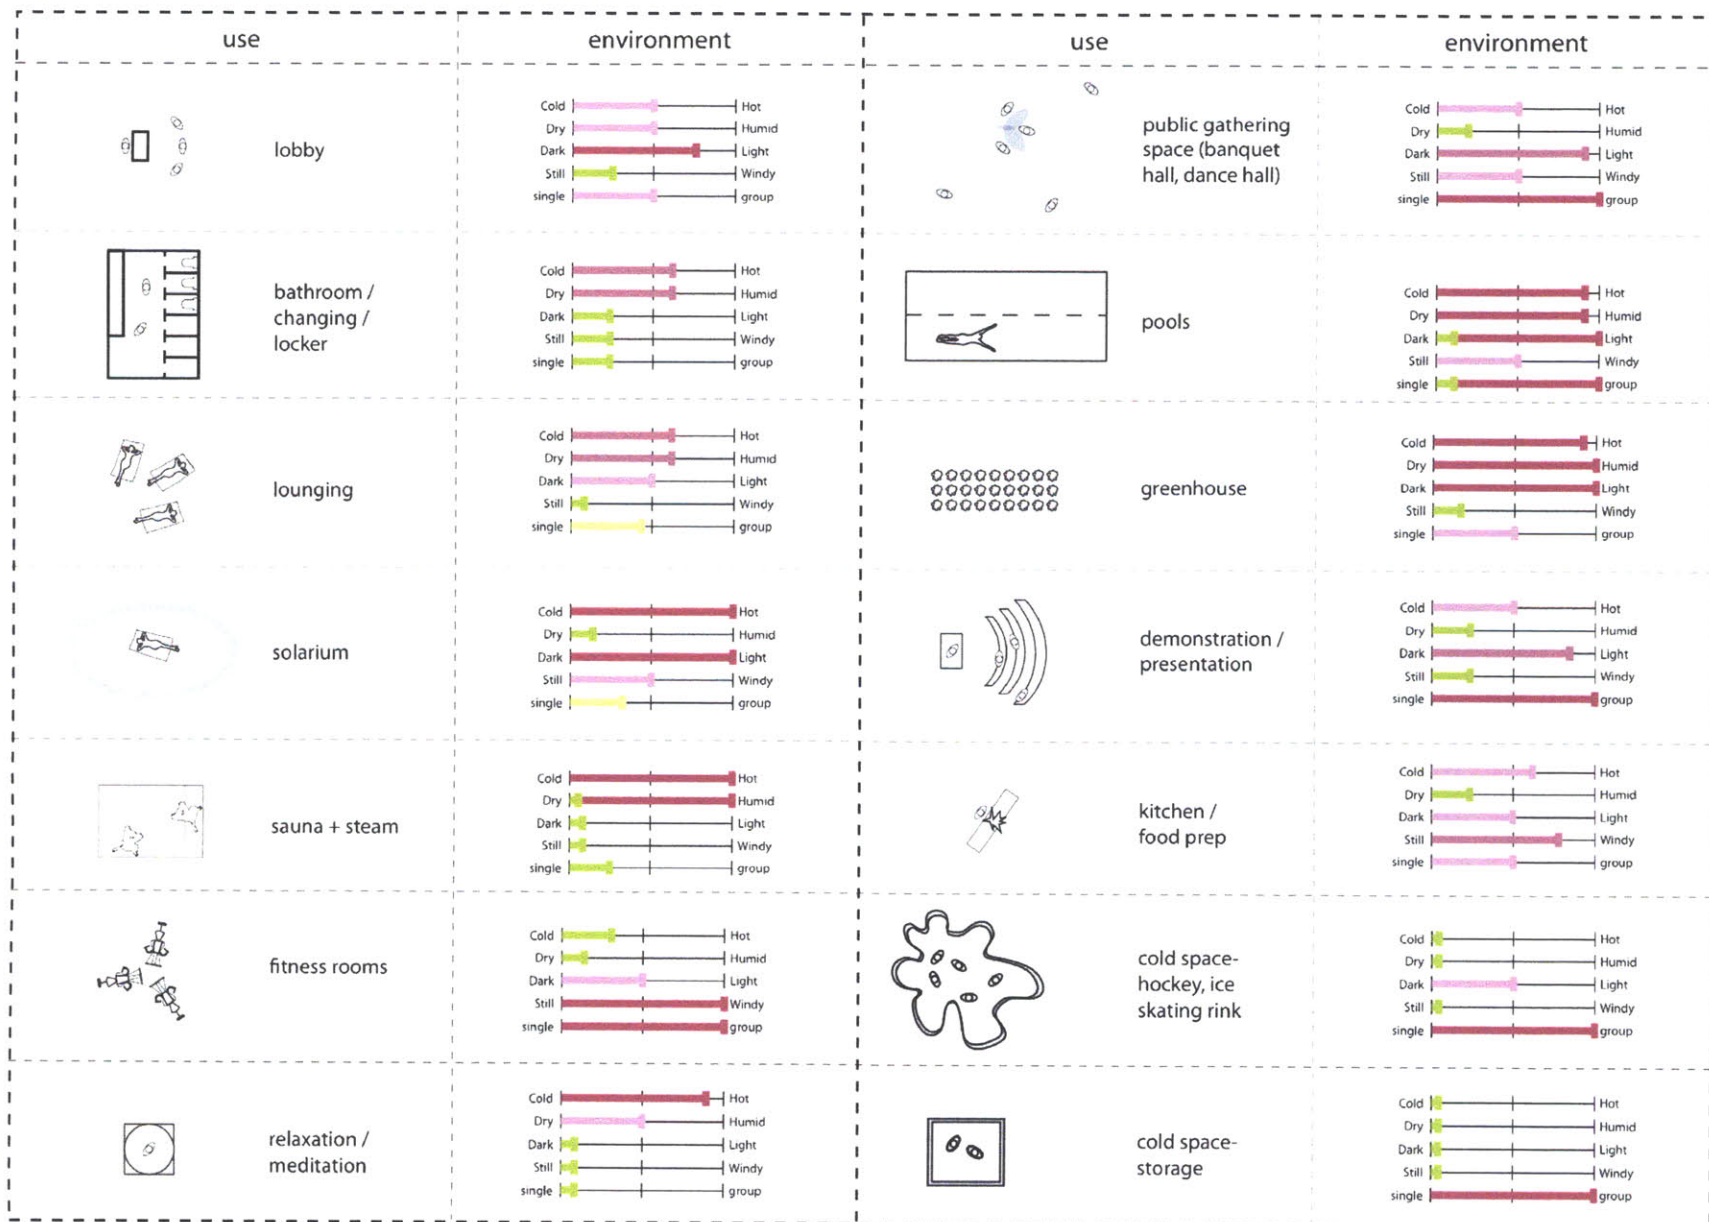 use environment use environment
lobby
Cold Hot
Dry Humid
Dark Light
Still Windy
single group
public gathering
space (banquet
hall, dance hall)
Cold Hot
Dry Humid
Dark Light
Still Windy
single group
bathroom /
changing /
locker
Cold Hot
Dry Humid
Dark Light
Still Windy
single group
pools
Cold Hot
Dry Humid
Dark Light
Still Windy
single group
lounging
Cold Hot
Dry Humid
Dark Light
Still Windy
single group
greenhouse
Cold Hot
Dry Humid
Dark Light
Still Windy
single group
solarium
Cold Hot
Dry Humid
Dark Light
Still Windy
single group
demonstration /
presentation
Cold Hot
Dry Humid
Dark Light
Still Windy
single group
sauna + steam
Cold Hot
Dry Humid
Dark Light
Still Windy
single group
kitchen /
food prep
Cold Hot
Dry Humid
Dark Light
Still Windy
single group
fitness rooms
Cold Hot
Dry Humid
Dark Light
Still Windy
single group
cold space-
hockey, ice
skating rink
Cold Hot
Dry Humid
Dark Light
Still Windy
single group
relaxation /
meditation
Cold Hot
Dry Humid
Dark Light
Still Windy
single group
cold space-
storage
Cold Hot
Dry Humid
Dark Light
Still Windy
single group